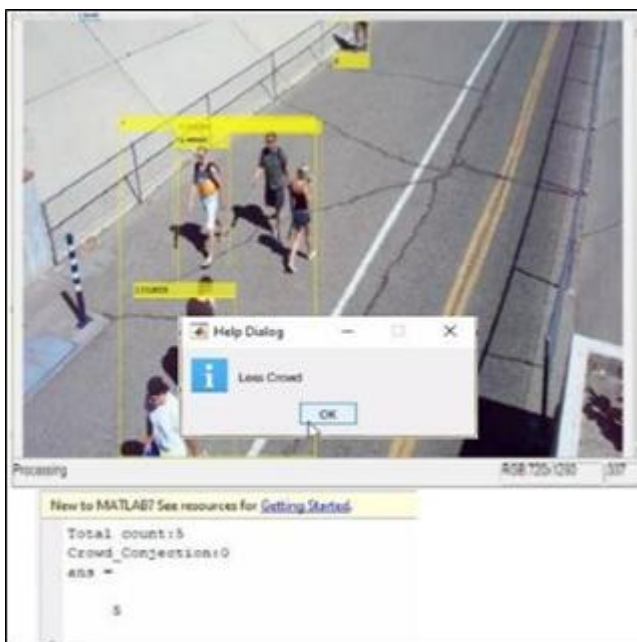 Help Dialog
Less Crowd
OK
Processing
RGB:720x1280
337
New to MATLAB? See resources for Getting Started.
Total count:5
Crowd_Conjection:0
ans =
5